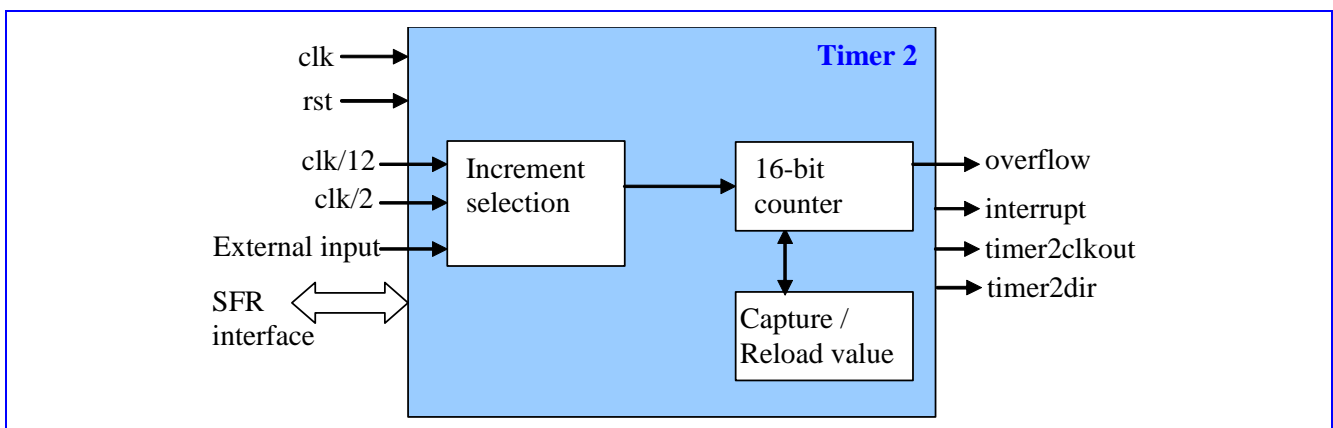 Timer 2
clk
rst
clk/12
clk/2
External input
SFR
interface
Increment
selection
16-bit
counter
Capture /
Reload value
overflow
interrupt
timer2clkout
timer2dir